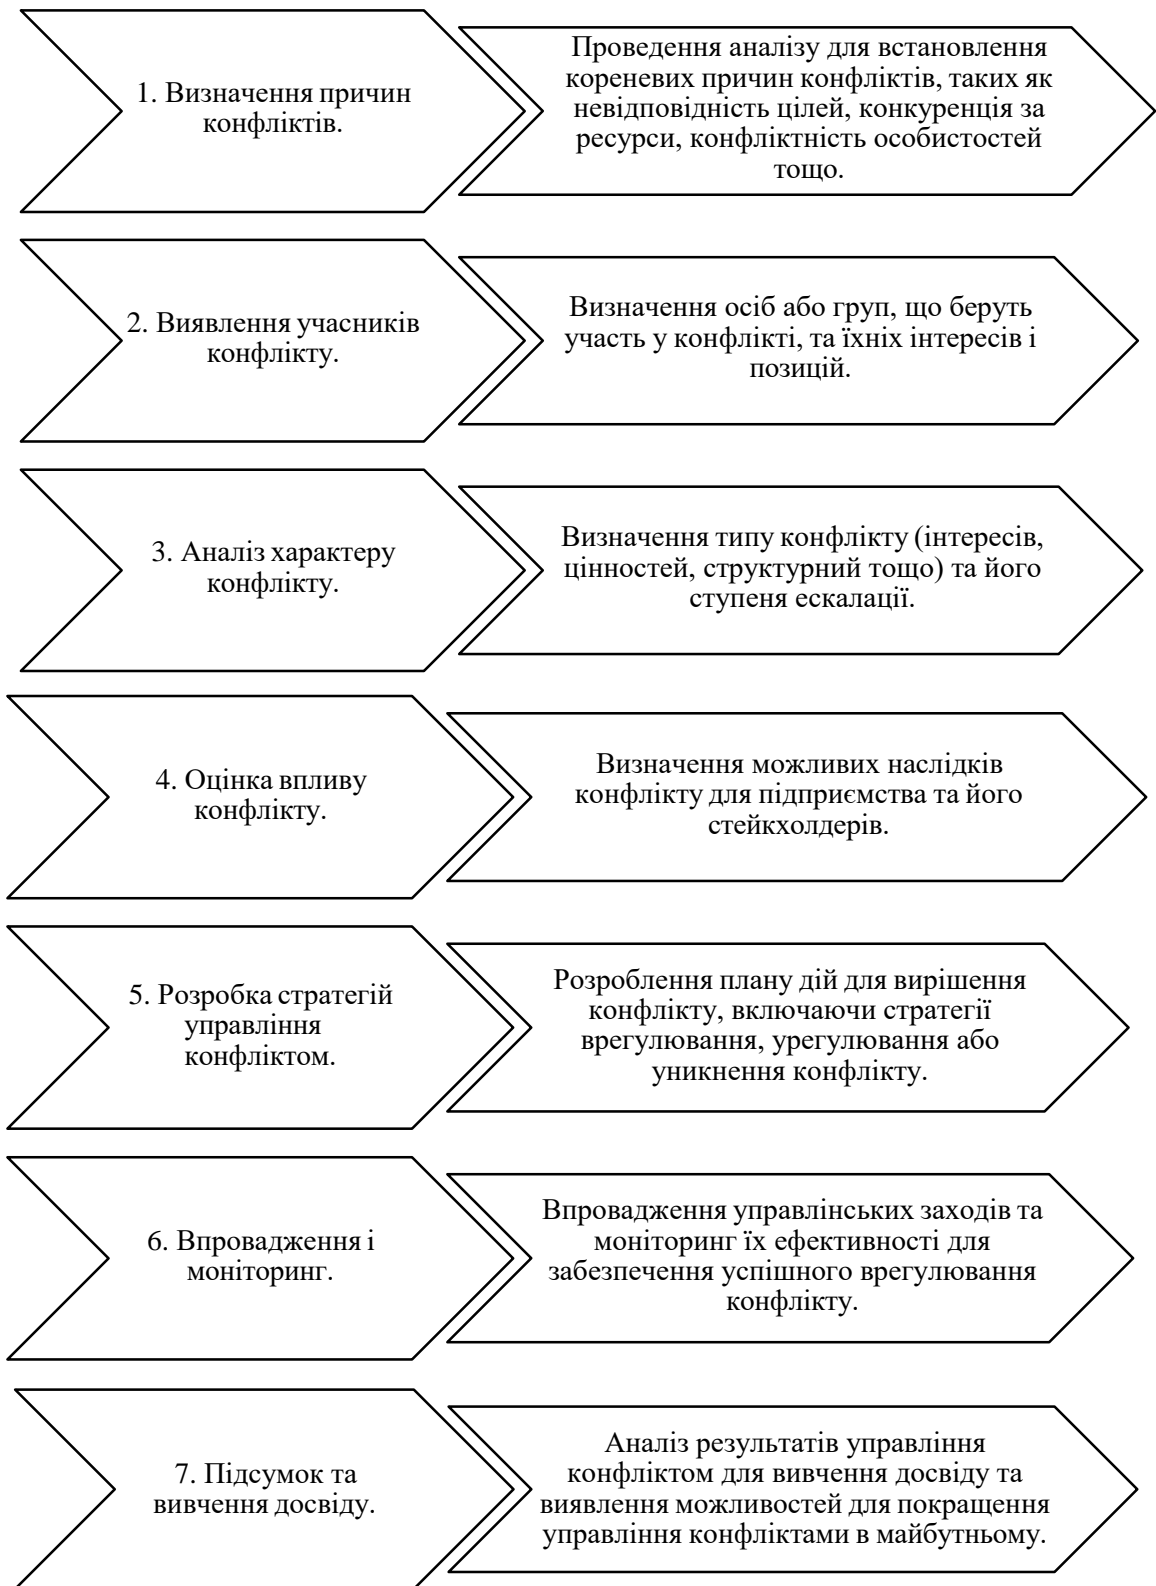 1. Визначення причин
конфліктів.
Проведення аналізу для встановлення
кореневих причин конфліктів, таких як
невідповідність цілей, конкуренція за
ресурси, конфліктність особистостей
тощо.
2. Виявлення учасників
конфлікту.
Визначення осіб або груп, що беруть
участь у конфлікті, та їхніх інтересів і
позицій.
3. Аналіз характеру
конфлікту.
Визначення типу конфлікту (інтересів,
цінностей, структурний тощо) та його
ступеня ескалації.
4. Оцінка впливу
конфлікту.
Визначення можливих наслідків
конфлікту для підприємства та його
стейкхолдерів.
5. Розробка стратегій
управління
конфліктом.
Розроблення плану дій для вирішення
конфлікту, включаючи стратегії
врегулювання, урегулювання або
уникнення конфлікту.
6. Впровадження і
моніторинг.
Впровадження управлінських заходів та
моніторинг їх ефективності для
забезпечення успішного врегулювання
конфлікту.
7. Підсумок та
вивчення досвіду.
Аналіз результатів управління
конфліктом для вивчення досвіду та
виявлення можливостей для покращення
управління конфліктами в майбутньому.